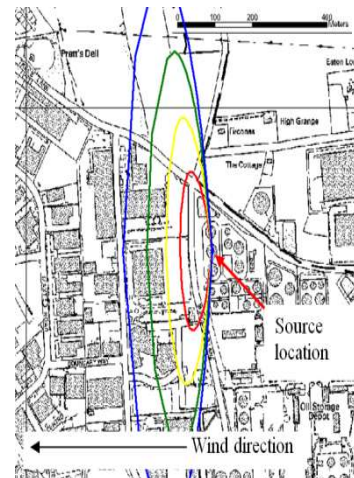 0 100 200 400
Meters
Pratt's Dell
Eaton Lo
High Grange
Tirconna
The Cottage
Source
location
Oil Storage
Depot
Wind direction